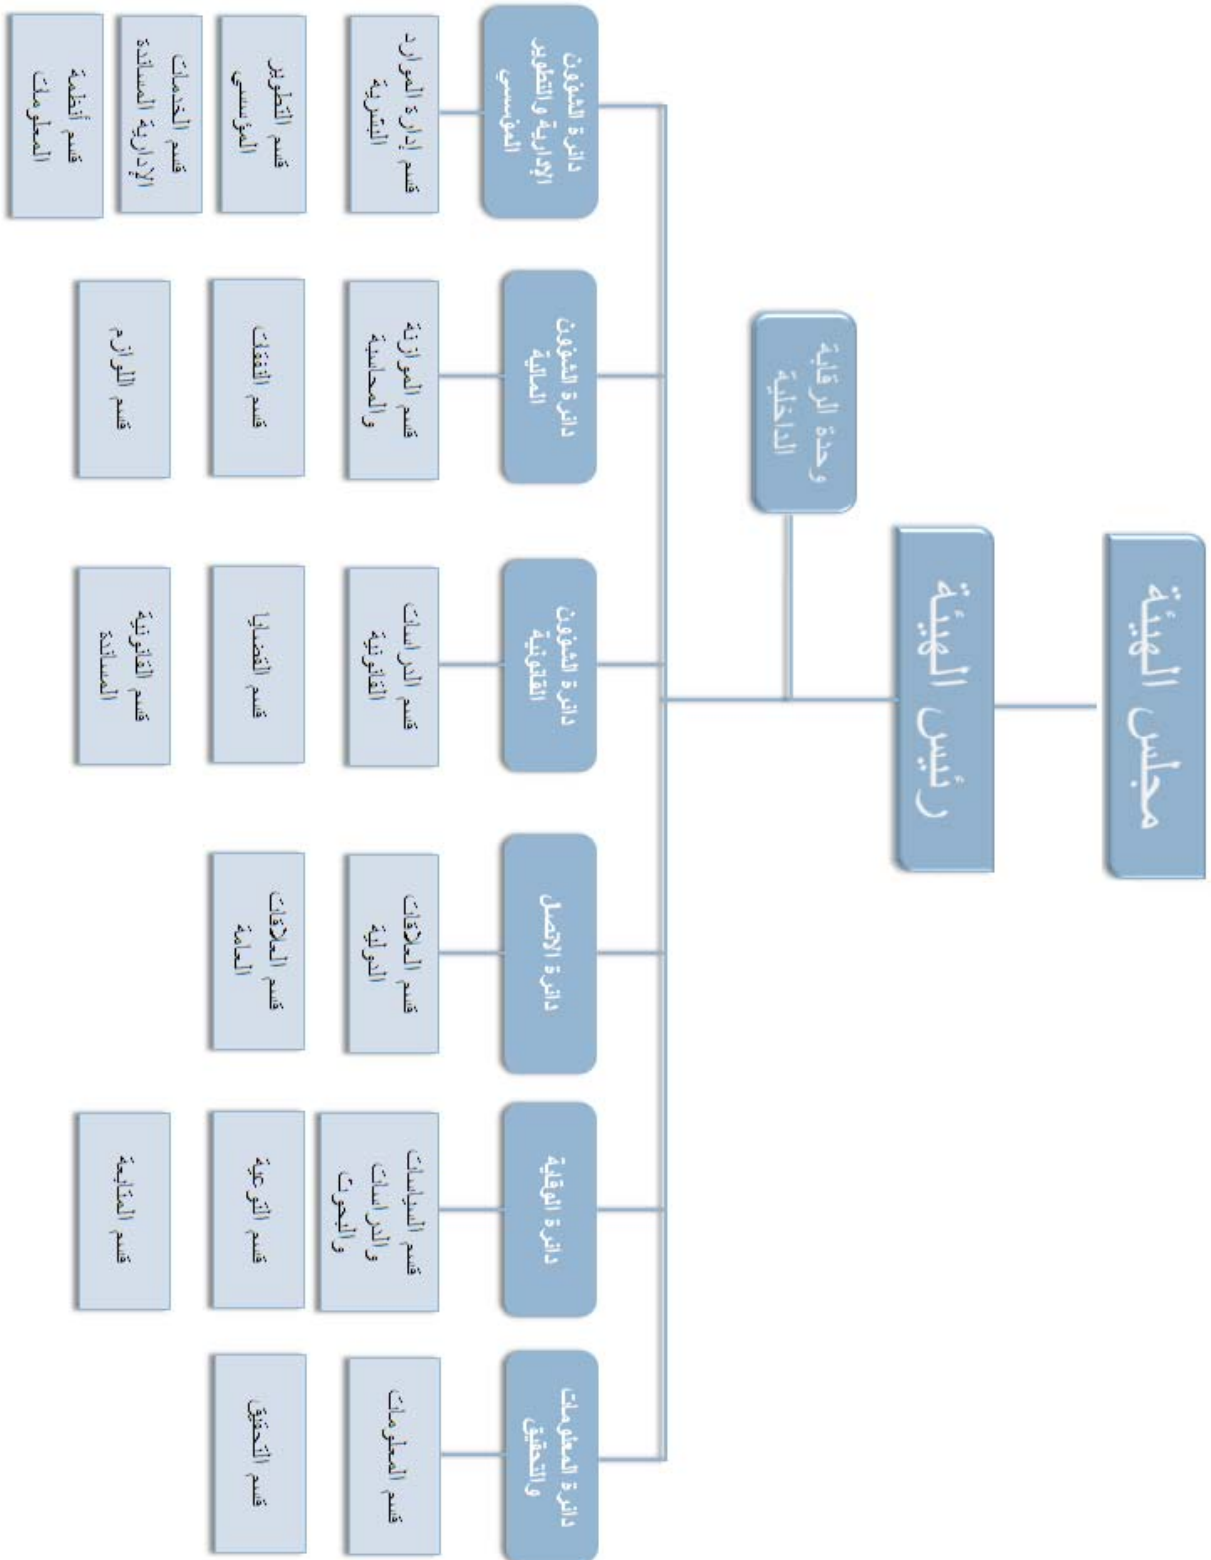 مجلس الهيئة
رئيس الهيئة
وحدة الرقابة
الداخلية
دائرة المعلومات
والتحقيق
قسم المعلومات
قسم التحقيق
دائرة الوقاية
قسم السياسات
والدراسات
والبحوث
قسم التوعية
قسم المتابعة
دائرة الاتصل
قسم العلاقات
الدولية
قسم العلاقات
العامة
دائرة الشؤون
القانونية
قسم الدراسات
القانونية
قسم القضايا
قسم القانونية
المساندة
دائرة الشؤون
المالية
قسم الموازنة
والمحاسبة
قسم النفقات
قسم اللوازم
دائرة الشؤون
الإدارية والتطوير
المؤسسي
قسم إدارة الموارد
البشرية
قسم التطوير
المؤسسي
قسم الخدمات
الإدارية المساندة
قسم أنظمة
المعلومات